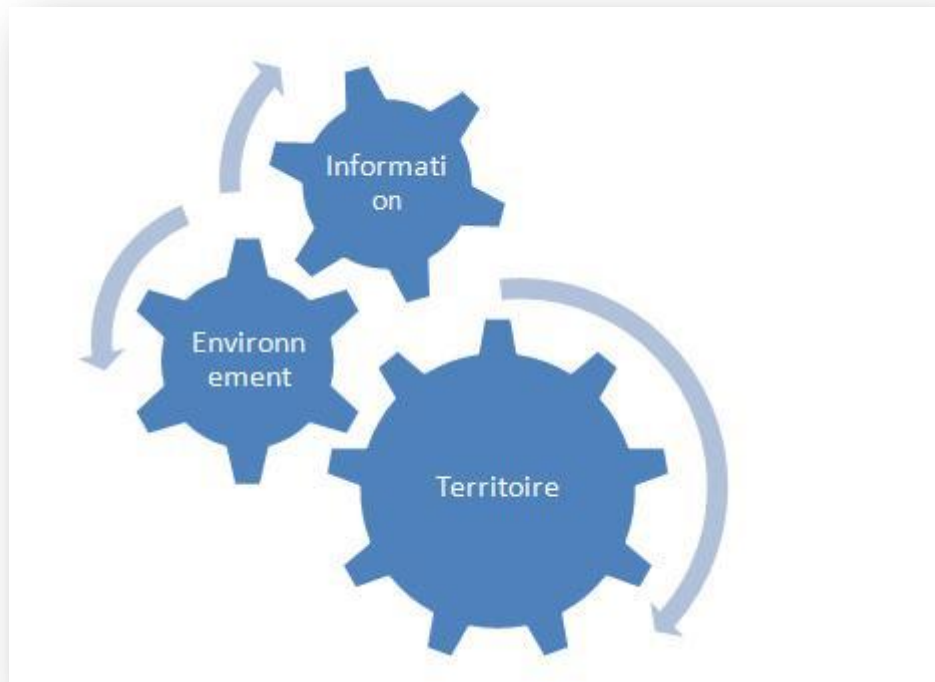 Informati
on
Environn
ement
Territoire